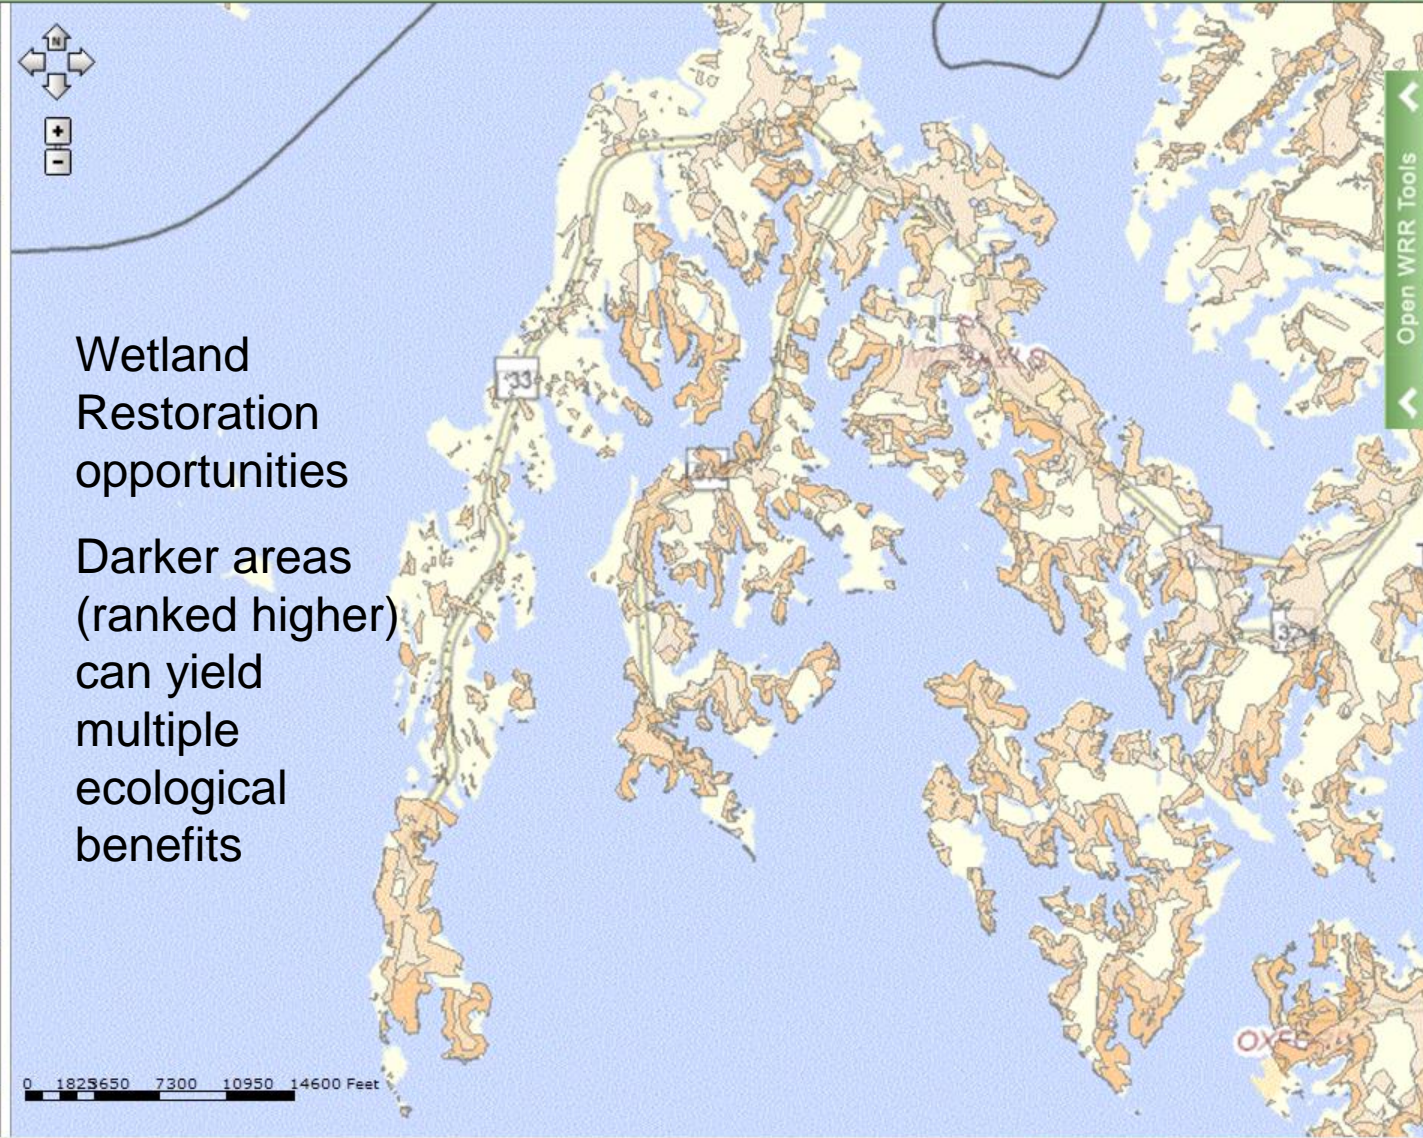 N
+
-
Open WRR Tools
Wetland
Restoration
opportunities
33
Darker areas
(ranked higher)
can yield
multiple
ecological
benefits
0 1825 3650 7300 10950 14600 Feet